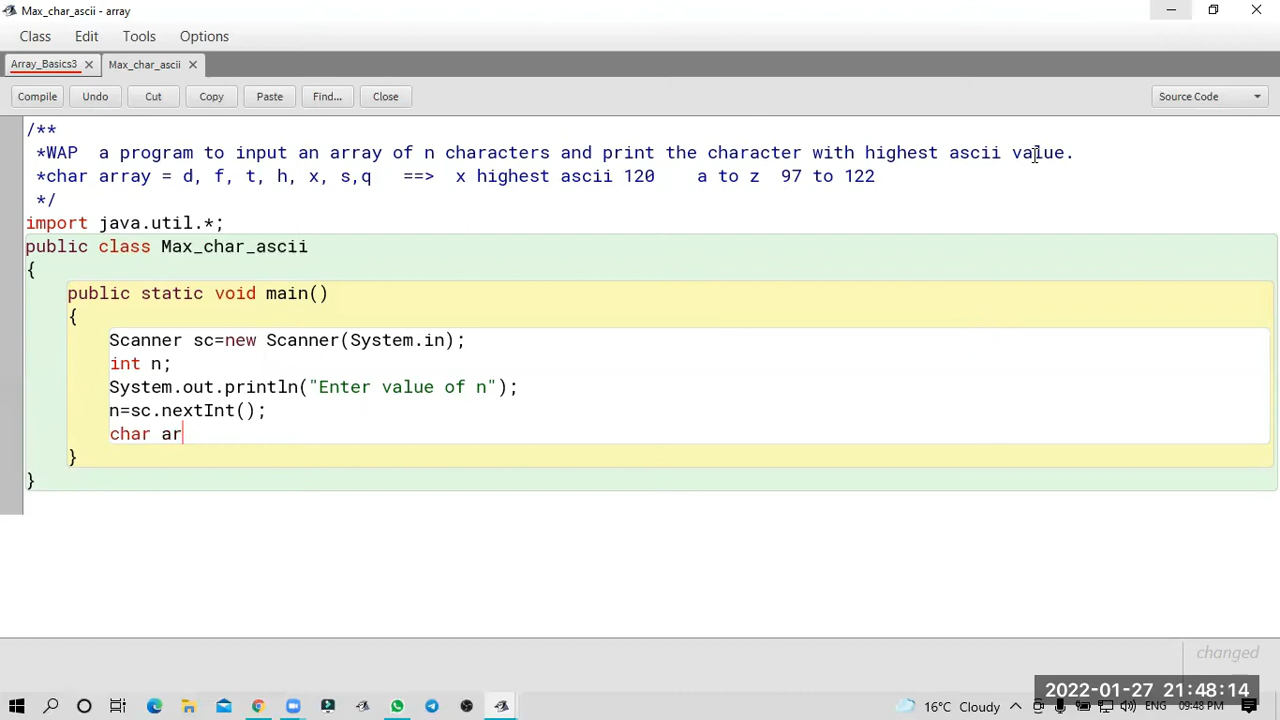 Max_char_ascii - array
Class Edit Tools Options
Array_Basics3 Max_char_ascii
Compile Undo Cut Copy Paste Find... Close Source Code
/**
*WAP a program to input an array of n characters and print the character with highest ascii value.
*char array = d, f, t, h, x, s,q ==> x highest ascii 120 a to z 97 to 122
*/
import java.util.*;
public class Max_char_ascii
{
public static void main()
{
Scanner sc=new Scanner(System.in);
int n;
System.out.println("Enter value of n");
n=sc.nextInt();
char ar
}
}
changed
2022-01-27 21:48:14
16°C Cloudy ENG 09:48 PM